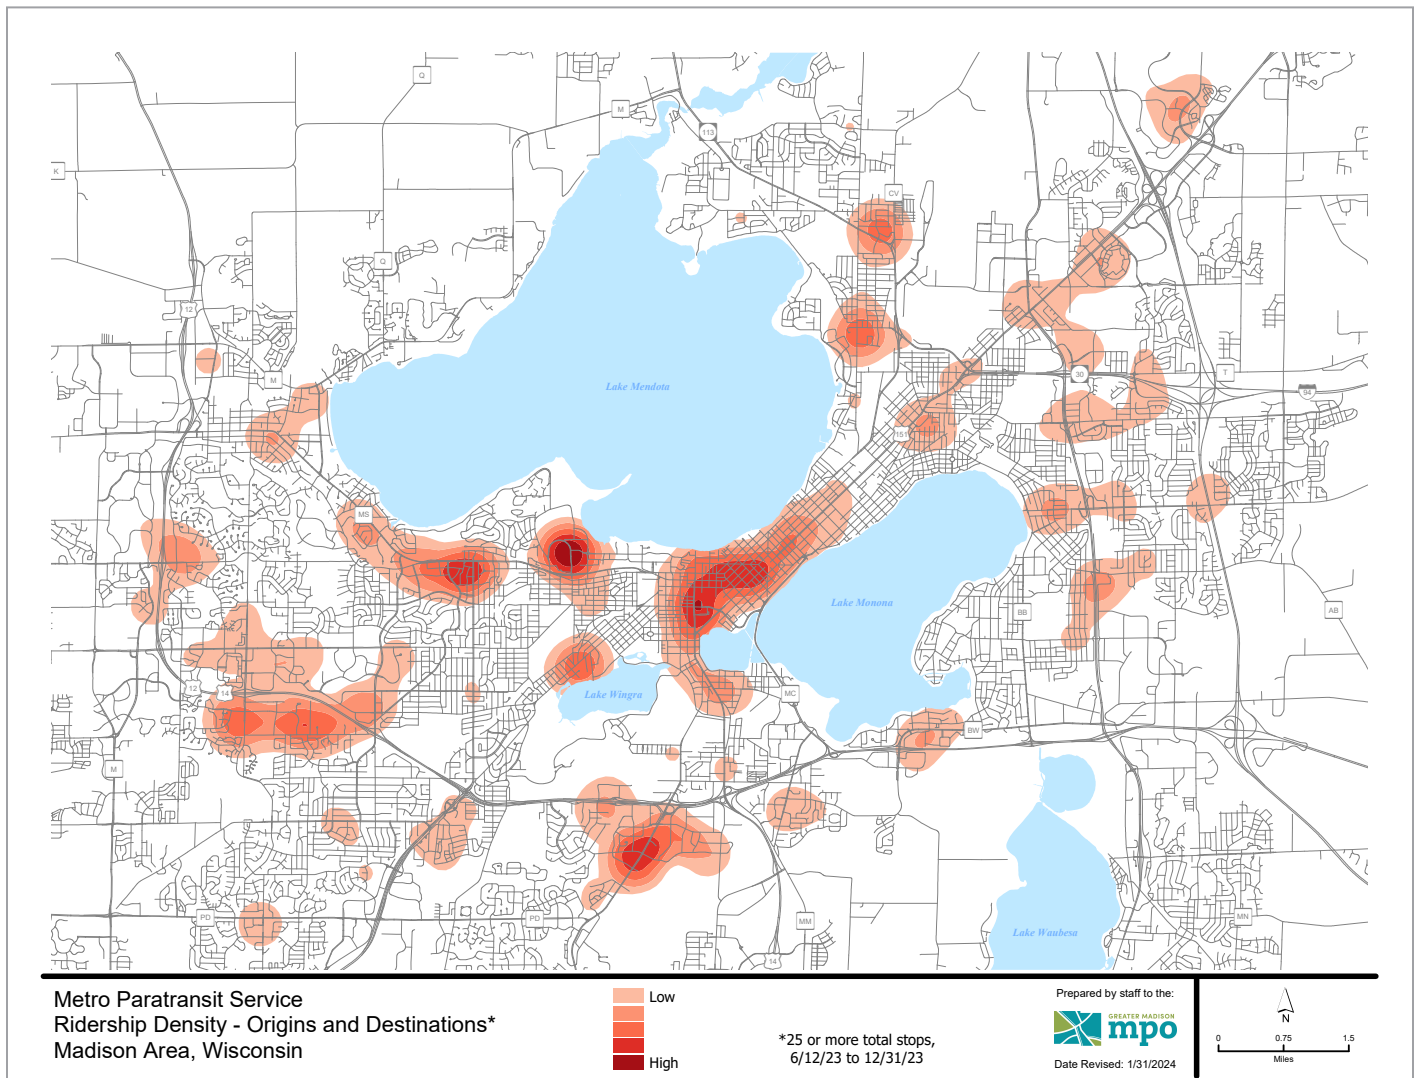 Q
M
113
K
CV
Q
12
M
30
T
94
Lake Mendota
151
MS
Lake Monona
BB
AB
12
14
Lake Wingra
MC
BW
M
PD
PD
MM
MN
Lake Waubesa
14
Metro Paratransit Service
Ridership Density - Origins and Destinations*
Madison Area, Wisconsin
Low
High
*25 or more total stops,
6/12/23 to 12/31/23
Prepared by staff to the:
GREATER MADISON
mpo
Date Revised: 1/31/2024
N
0 0.75 1.5
Miles